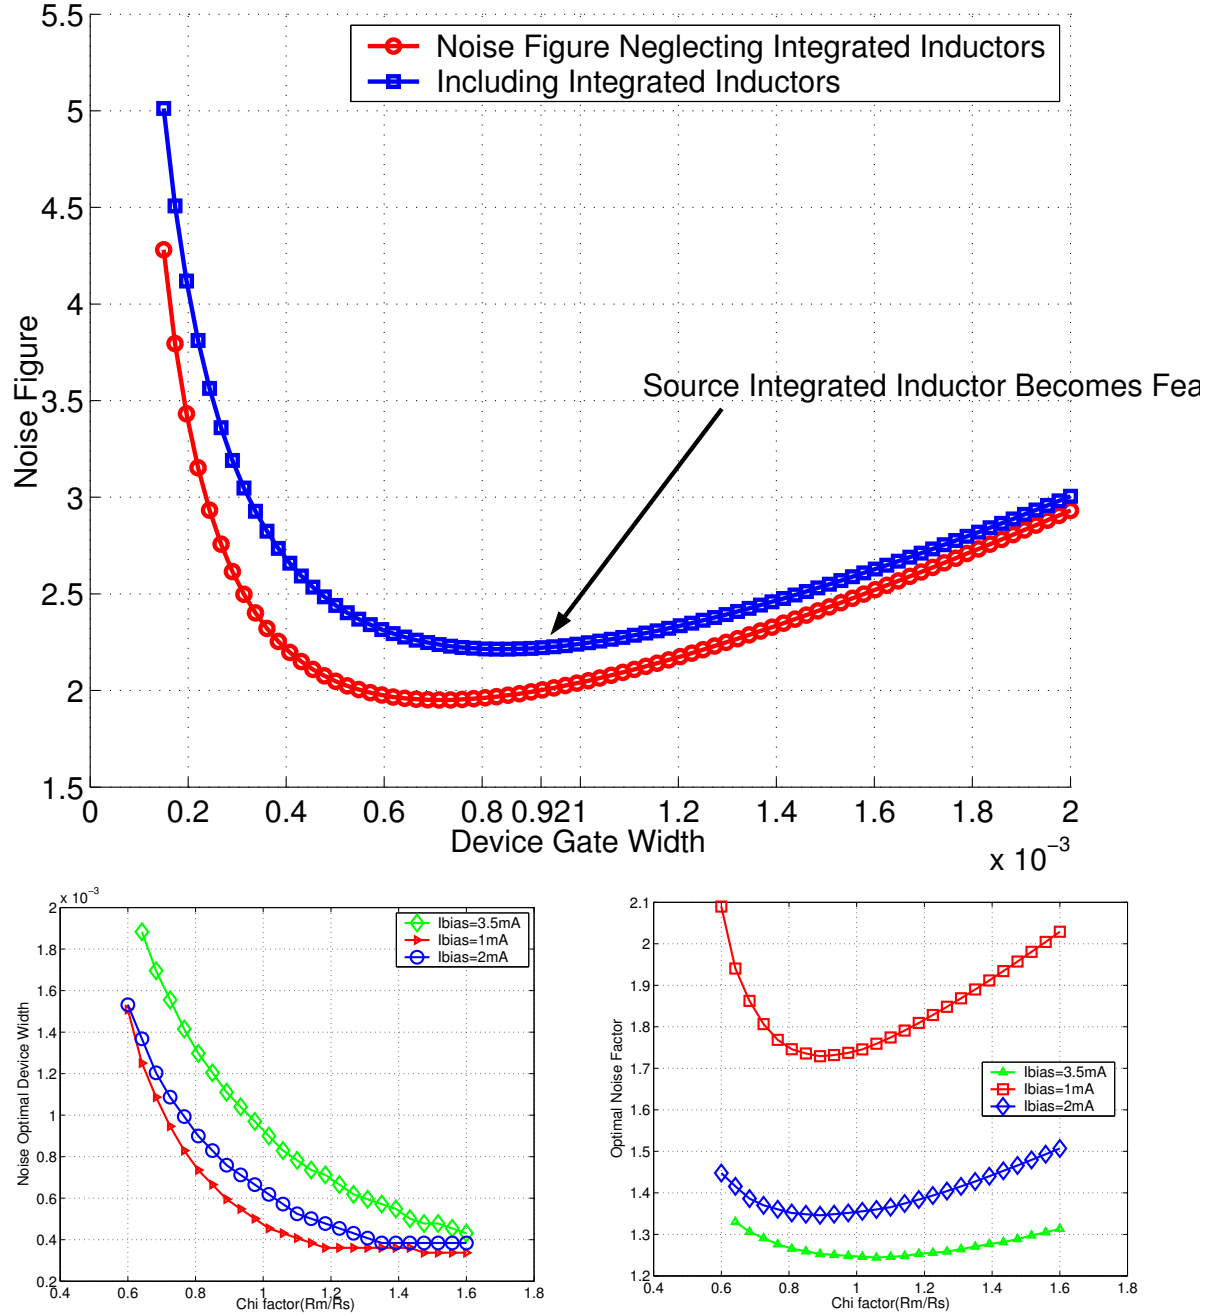 5.5
5
4.5
4
3.5
3
2.5
2
1.5
Noise Figure
Noise Figure Neglecting Integrated Inductors
Including Integrated Inductors
Source Integrated Inductor Becomes Fea
0 0.2 0.4 0.6 0.8 0.921 1.2 1.4 1.6 1.8 2
Device Gate Width
x 10⁻³
x 10⁻³
2
1.8
1.6
1.4
1.2
1
0.8
0.6
0.4
0.2
Noise Optimal Device Width
Ibias=3.5mA
Ibias=1mA
Ibias=2mA
0.4 0.6 0.8 1 1.2 1.4 1.6 1.8
Chi factor(Rm/Rs)
2.1
2
1.9
1.8
1.7
1.6
1.5
1.4
1.3
1.2
Optimal Noise Factor
Ibias=3.5mA
Ibias=1mA
Ibias=2mA
0.4 0.6 0.8 1 1.2 1.4 1.6 1.8
Chi factor(Rm/Rs)